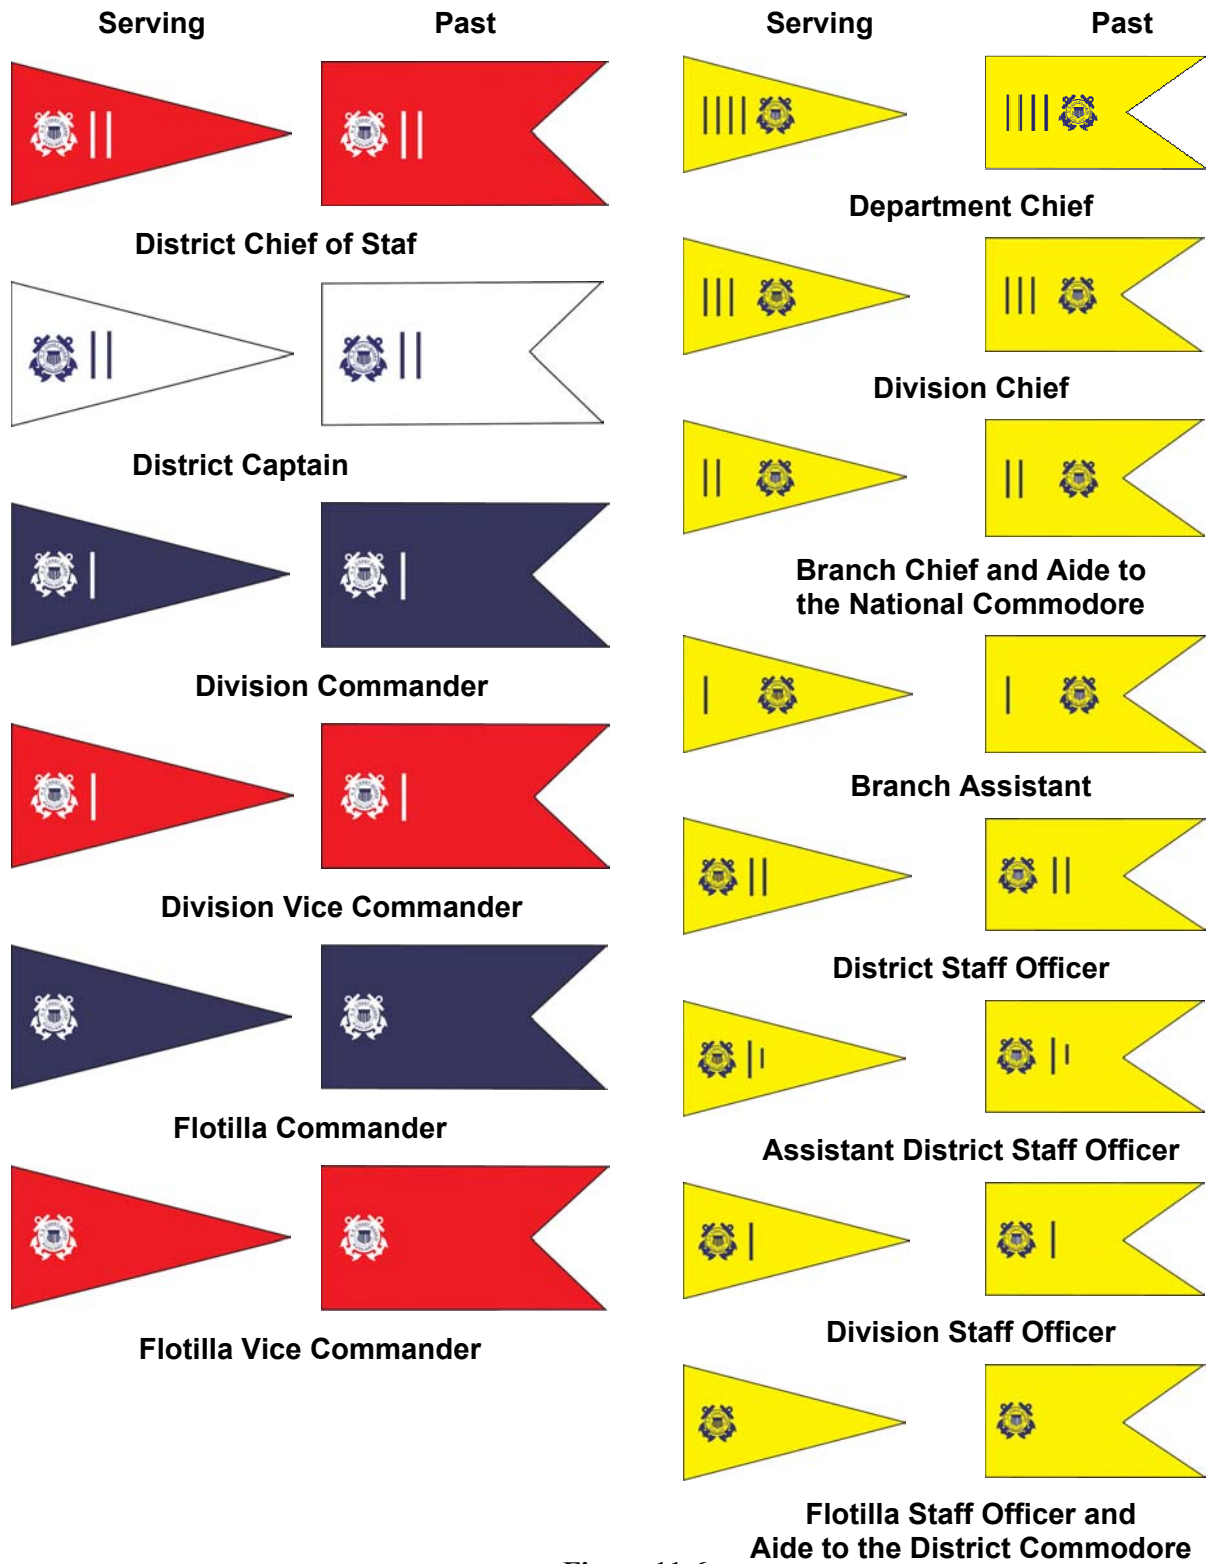 Serving
Past
District Chief of Staf
District Captain
Division Commander
Division Vice Commander
Flotilla Commander
Flotilla Vice Commander
Serving
Past
Department Chief
Division Chief
Branch Chief and Aide to
the National Commodore
Branch Assistant
District Staff Officer
Assistant District Staff Officer
Division Staff Officer
Flotilla Staff Officer and
Aide to the District Commodore